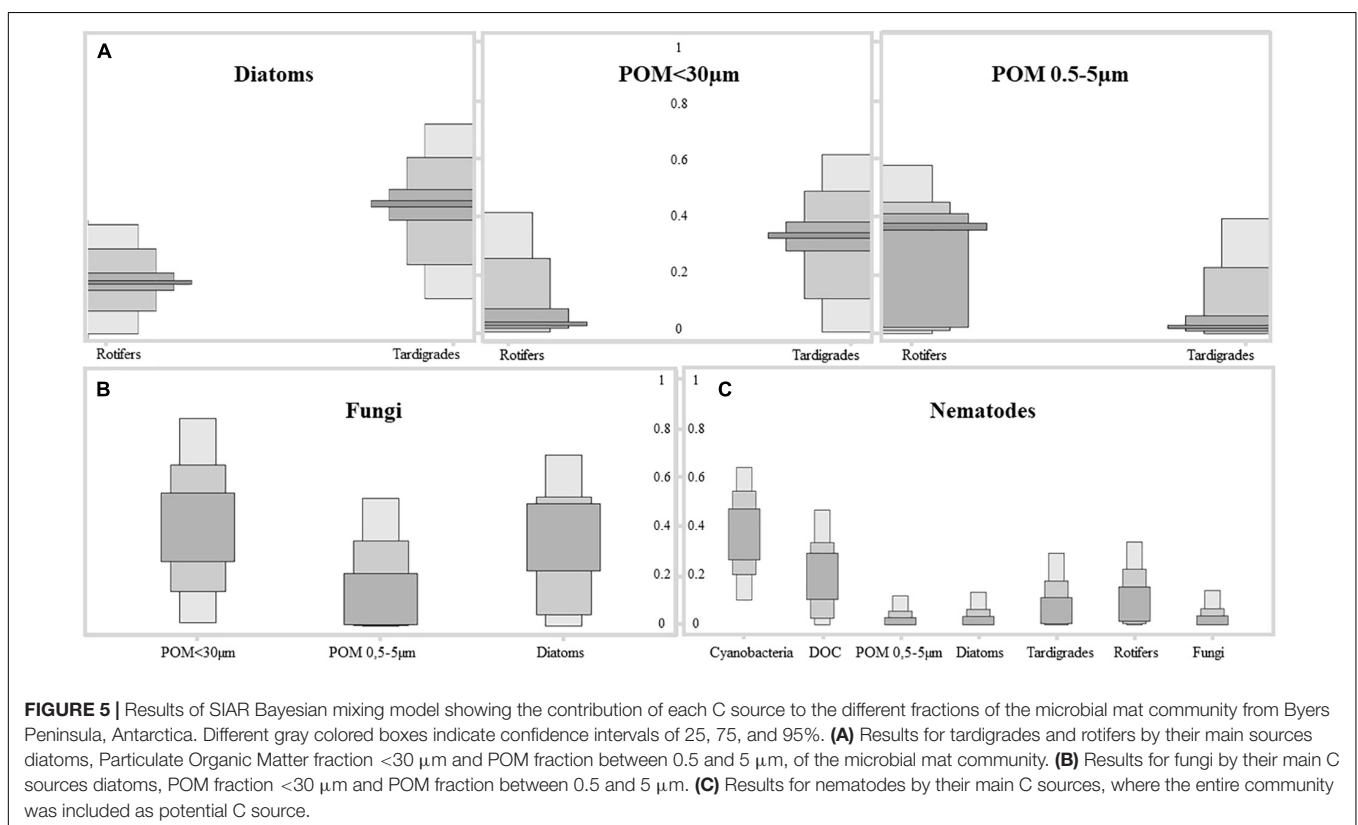 A
Diatoms
POM<30µm
POM 0.5-5µm
1
0.8
0.6
0.4
0.2
0
Rotifers
Tardigrades
Rotifers
Tardigrades
Rotifers
Tardigrades
B
Fungi
1
0.8
0.6
0.4
0.2
0
POM<30µm
POM 0,5-5µm
Diatoms
C
Nematodes
1
0.8
0.6
0.4
0.2
0
Cyanobacteria
DOC
POM 0,5-5µm
Diatoms
Tardigrades
Rotifers
Fungi
FIGURE 5 | Results of SIAR Bayesian mixing model showing the contribution of each C source to the different fractions of the microbial mat community from Byers
Peninsula, Antarctica. Different gray colored boxes indicate confidence intervals of 25, 75, and 95%. (A) Results for tardigrades and rotifers by their main sources
diatoms, Particulate Organic Matter fraction <30 µm and POM fraction between 0.5 and 5 µm, of the microbial mat community. (B) Results for fungi by their main C
sources diatoms, POM fraction <30 µm and POM fraction between 0.5 and 5 µm. (C) Results for nematodes by their main C sources, where the entire community
was included as potential C source.